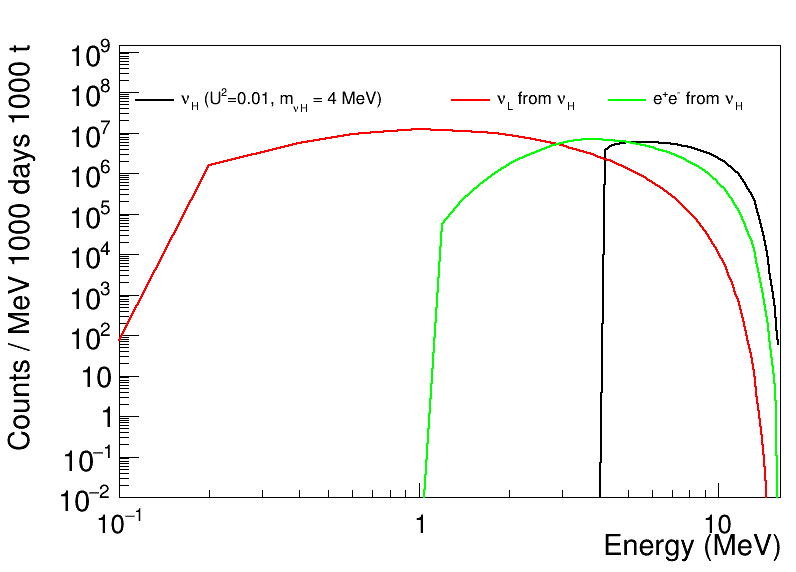 Counts / MeV 1000 days 1000 t
10⁹
10⁸
10⁷
10⁶
10⁵
10⁴
10³
10²
10
1
10⁻¹
10⁻²
ν_H (U²=0.01, m_νH = 4 MeV)
ν_L from ν_H
e⁺e⁻ from ν_H
10⁻¹ 1 10
Energy (MeV)